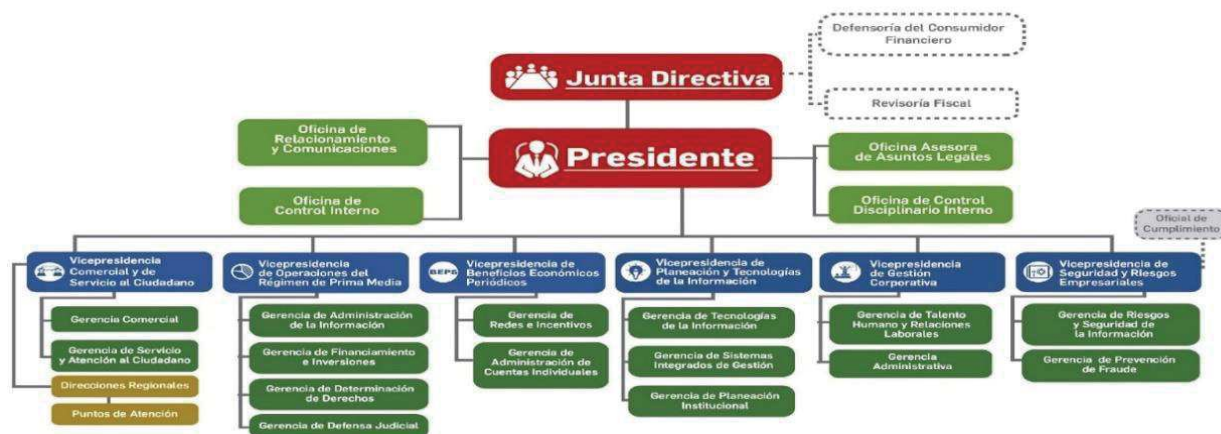 Defensoría del Consumidor
Financiero
Junta Directiva
Revisoría Fiscal
Oficina de
Relacionamiento
y Comunicaciones
Presidente
Oficina Asesora
de Asuntos Legales
Oficina de
Control Interno
Oficina de Control
Disciplinario Interno
Oficial de
Cumplimiento
Vicepresidencia
Comercial y de
Servicio al Ciudadano
Vicepresidencia
de Operaciones del
Régimen de Prima Media
BEPS
Vicepresidencia de
Beneficios Económicos
Periódicos
Vicepresidencia
de Planeación y Tecnologías
de la Información
Vicepresidencia
de Gestión
Corporativa
Vicepresidencia de
Seguridad y Riesgos
Empresariales
Gerencia Comercial
Gerencia de Servicio
y Atención al Ciudadano
Direcciones Regionales
Puntos de Atención
Gerencia de Administración
de la Información
Gerencia de Financiamiento
e Inversiones
Gerencia de Determinación
de Derechos
Gerencia de Defensa Judicial
Gerencia de
Redes e Incentivos
Gerencia de
Administración de
Cuentas Individuales
Gerencia de Tecnologías
de la Información
Gerencia de Sistemas
Integrados de Gestión
Gerencia de Planeación
Institucional
Gerencia de Talento
Humano y Relaciones
Laborales
Gerencia
Administrativa
Gerencia de Riesgos
y Seguridad de
la Información
Gerencia de Prevención
de Fraude